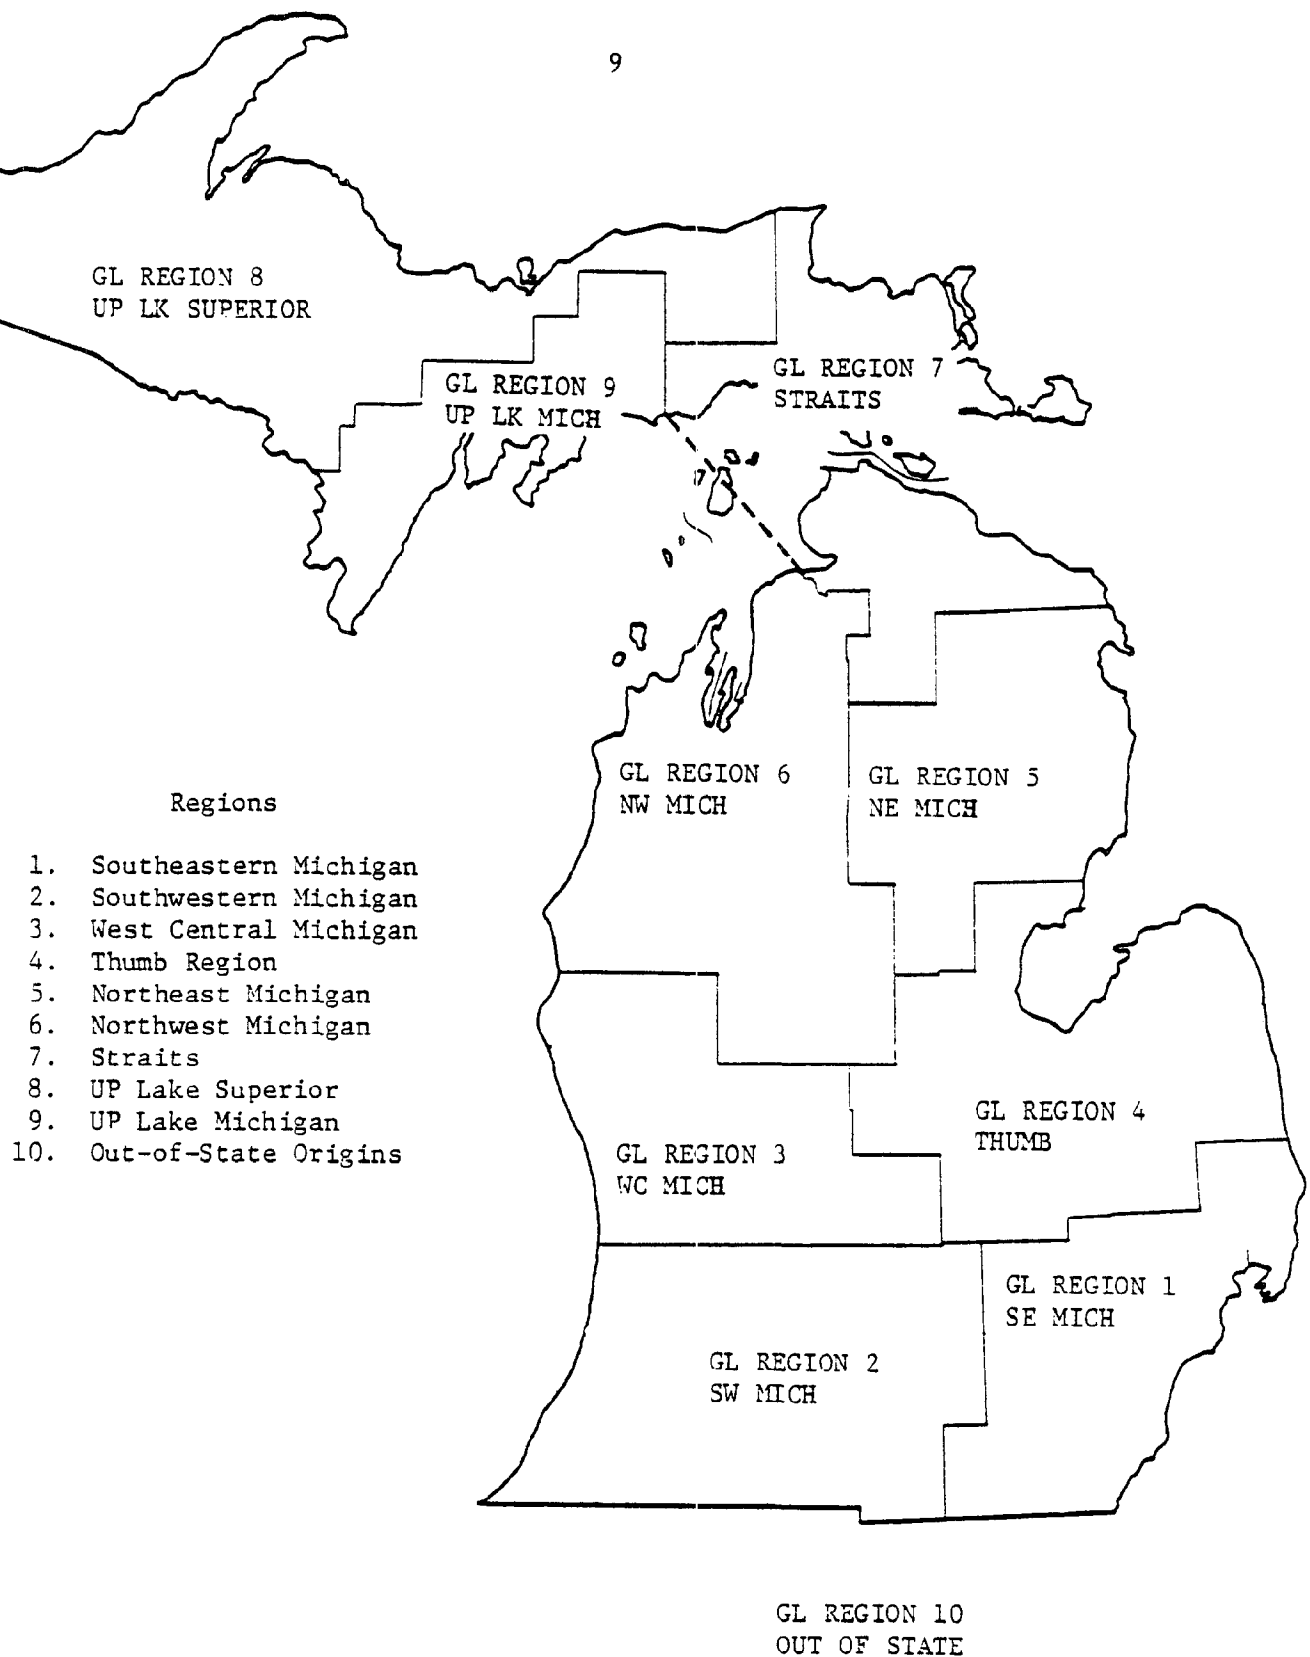 9
GL REGION 8
UP LK SUPERIOR
GL REGION 7
STRAITS
GL REGION 9
UP LK MICH
17
GL REGION 6
NW MICH
GL REGION 5
NE MICH
Regions
1. Southeastern Michigan
2. Southwestern Michigan
3. West Central Michigan
4. Thumb Region
5. Northeast Michigan
6. Northwest Michigan
7. Straits
8. UP Lake Superior
9. UP Lake Michigan
10. Out-of-State Origins
GL REGION 4
THUMB
GL REGION 3
WC MICH
GL REGION 1
SE MICH
GL REGION 2
SW MICH
GL REGION 10
OUT OF STATE